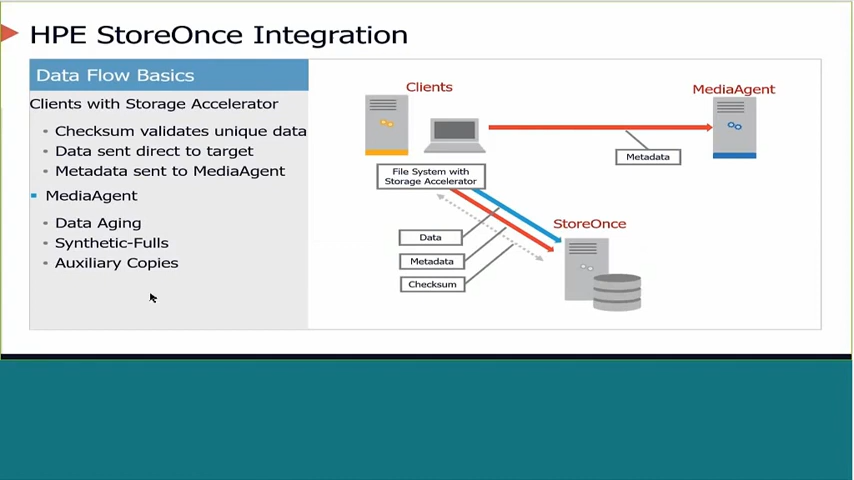 HPE StoreOnce Integration
Data Flow Basics
Clients with Storage Accelerator
Checksum validates unique data
Data sent direct to target
Metadata sent to MediaAgent
MediaAgent
Data Aging
Synthetic-Fulls
Auxiliary Copies
Clients
MediaAgent
Metadata
File System with
Storage Accelerator
StoreOnce
Data
Metadata
Checksum